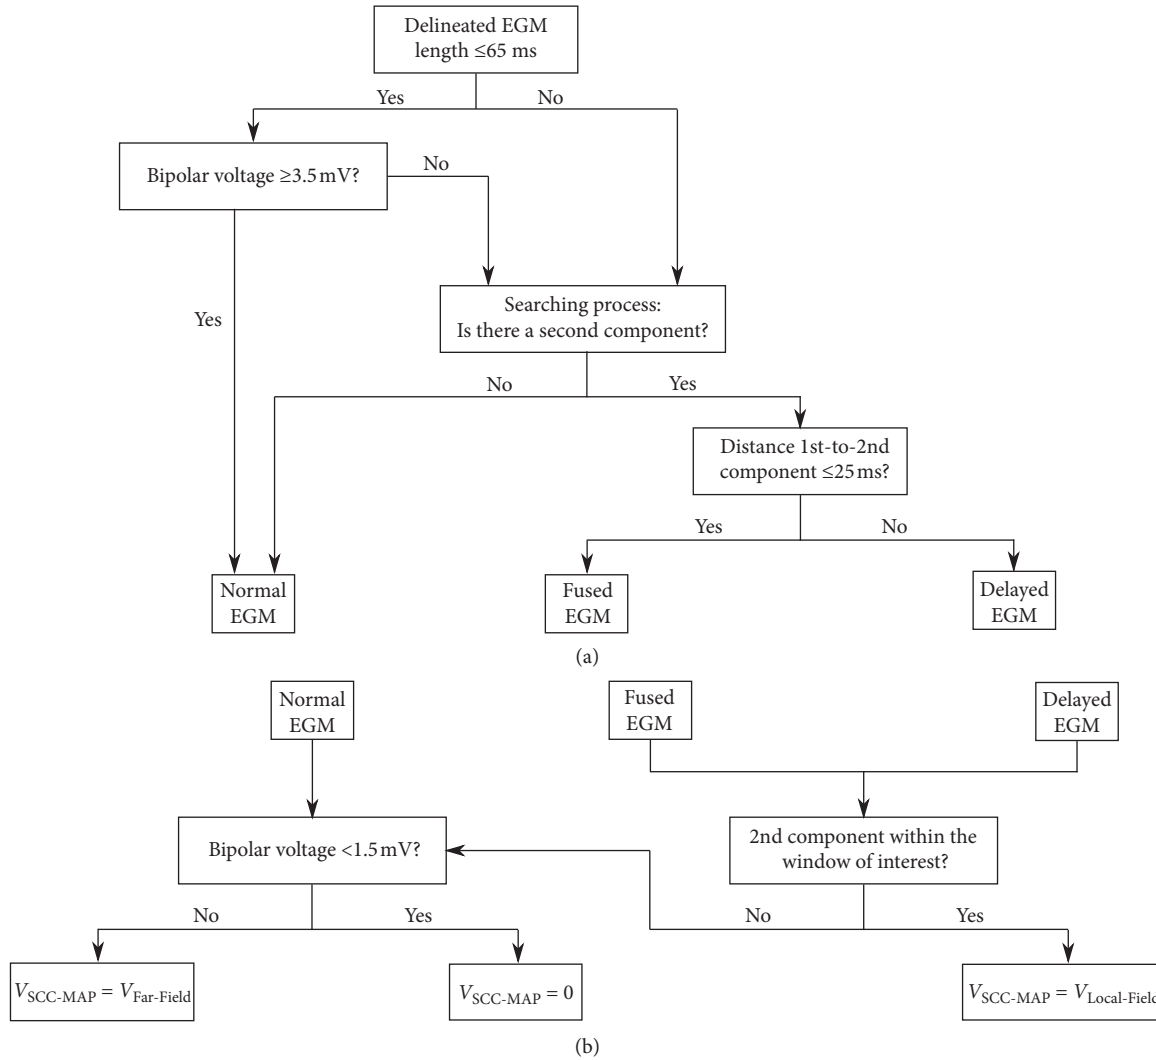 Delineated EGM
length ≤65 ms
Yes
No
Bipolar voltage ≥3.5 mV?
No
Searching process:
Is there a second component?
Yes
No
Yes
Distance 1st-to-2nd
component ≤25 ms?
Yes
No
Normal
EGM
Fused
EGM
Delayed
EGM
(a)
Normal
EGM
Fused
EGM
Delayed
EGM
Bipolar voltage <1.5 mV?
2nd component within the
window of interest?
No
Yes
No
Yes
V_SCC-MAP = V_Far-Field
V_SCC-MAP = 0
V_SCC-MAP = V_Local-Field
(b)